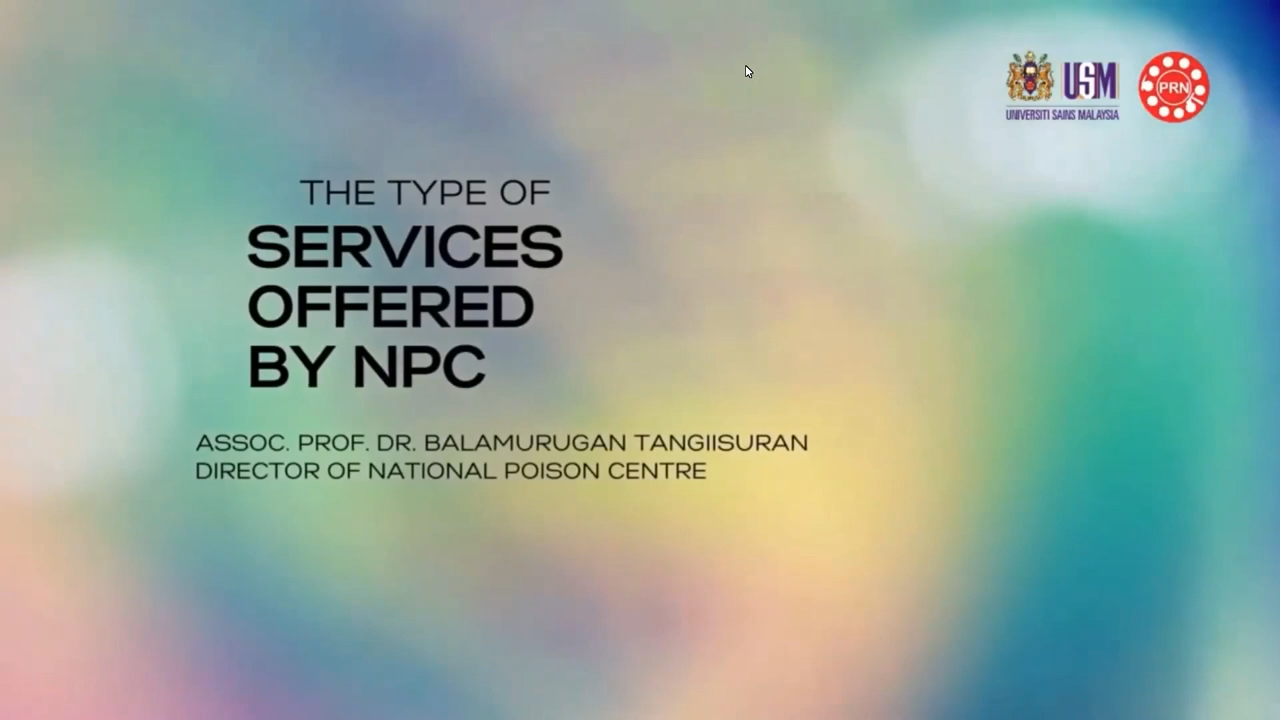 USM
UNIVERSITI SAINS MALAYSIA
PRN
THE TYPE OF
SERVICES
OFFERED
BY NPC
ASSOC. PROF. DR. BALAMURUGAN TANGIISURAN
DIRECTOR OF NATIONAL POISON CENTRE